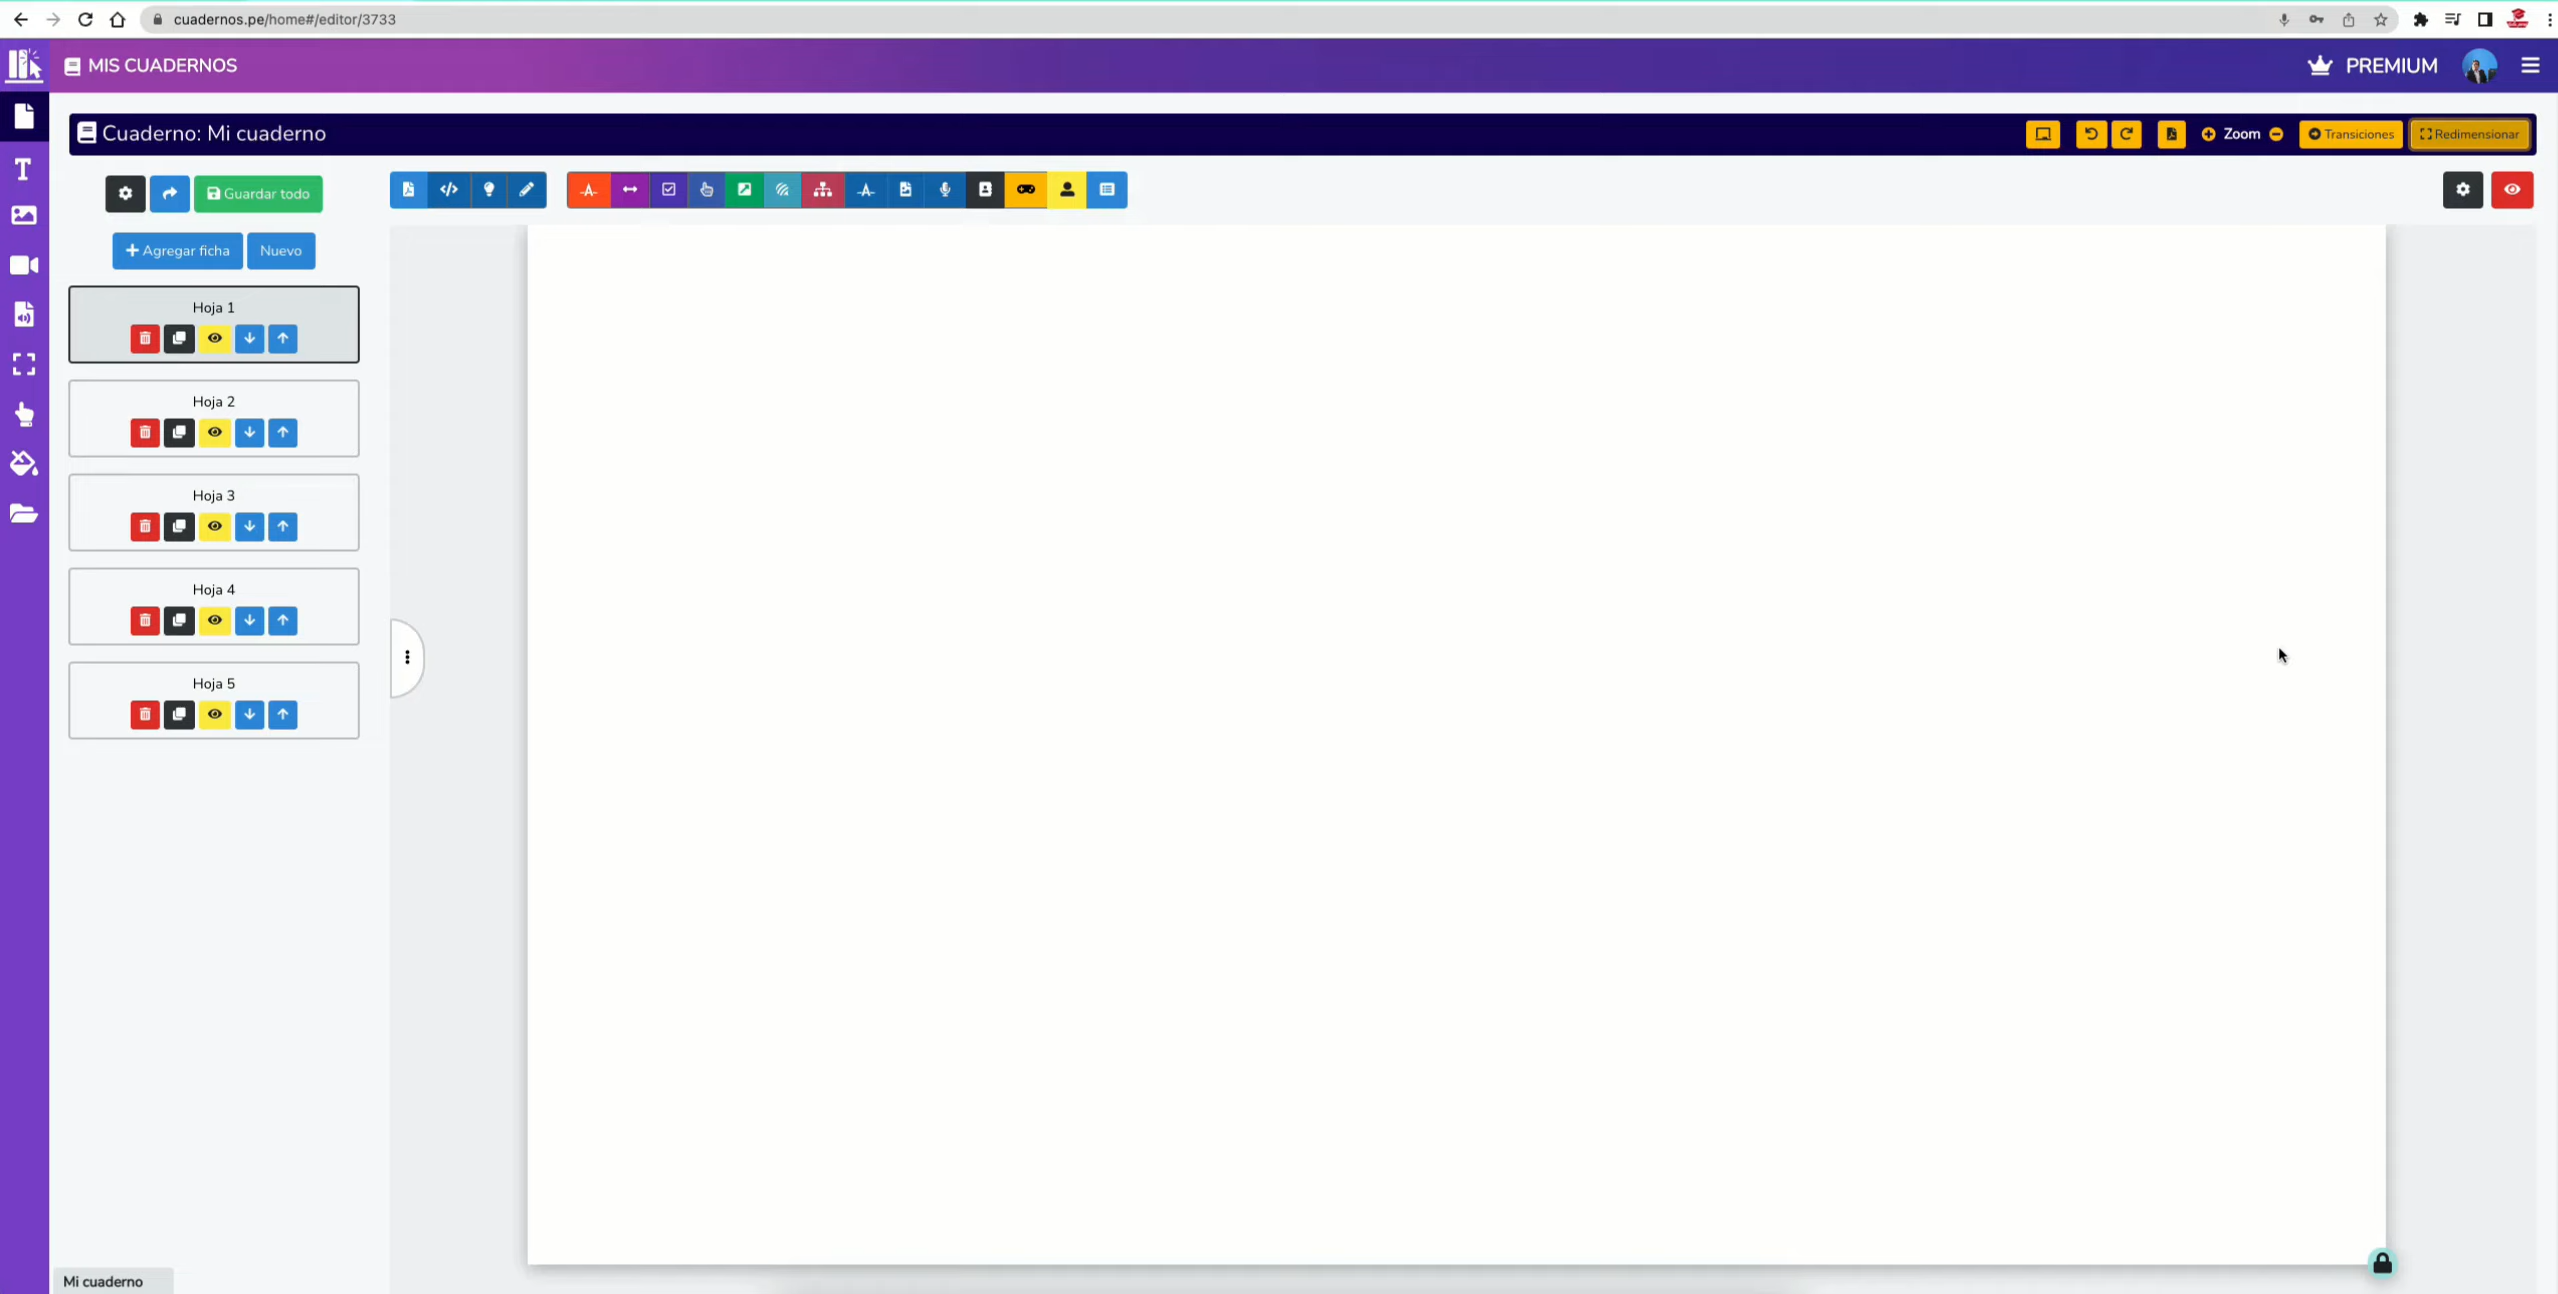 cuadernos.pe/home#/editor/3733
MIS CUADERNOS
PREMIUM
Cuaderno: Mi cuaderno
Zoom
Transiciones
Redimensionar
Guardar todo
Agregar ficha
Nuevo
Hoja 1
Hoja 2
Hoja 3
Hoja 4
Hoja 5
Mi cuaderno